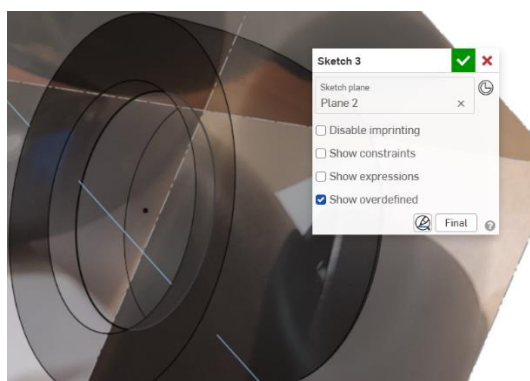 Sketch 3
Sketch plane
Plane 2
Disable imprinting
Show constraints
Show expressions
Show overdefined
Final